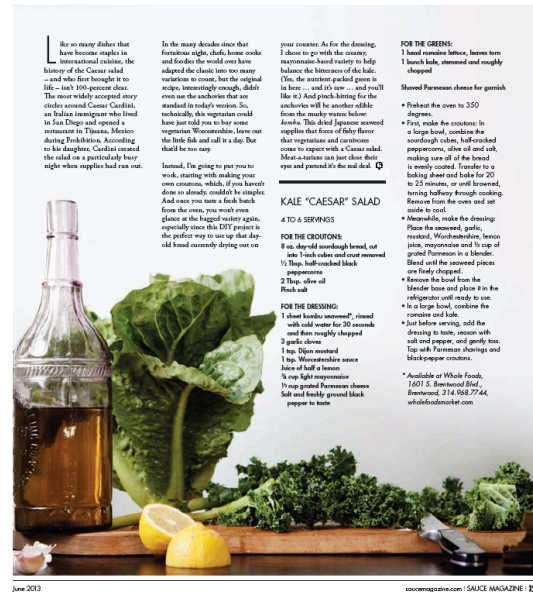 Like so many dishes that
have become staples in
international cuisine, the
history of the Caesar salad
– and who first brought it to
life – isn't 100-percent clear.
The most widely accepted story
circles around Caesar Cardini,
an Italian immigrant who lived
in San Diego and opened a
restaurant in Tijuana, Mexico
during Prohibition. According
to his daughter, Cardini created
the salad on a particularly busy
night when supplies had run out.
In the many decades since that
fortuitous night, chefs, home cooks
and foodies the world over have
adapted the classic into too many
variations to count, but the original
recipe, interestingly enough, didn't
even use the anchovies that are
standard in today's version. So,
technically, this vegetarian could
have just told you to buy some
vegetarian Worcestershire, leave out
the little fish and call it a day. But
that'd be too easy.
Instead, I'm going to put you to
work, starting with making your
own croutons, which, if you haven't
done so already, couldn't be simpler.
And once you taste a fresh batch
from the oven, you won't even
glance at the bagged variety again,
especially since this DIY project is
the perfect way to use up that day-
old bread currently drying out on
your counter. As for the dressing,
I chose to go with the creamy,
mayonnaise-based variety to help
balance the bitterness of the kale.
(Yes, the nutrient-packed green is
in here ... and it's raw ... and you'll
like it.) And pinch-hitting for the
anchovies will be another edible
from the murky waters below:
kombu. This dried Japanese seaweed
supplies that force of fishy flavor
that vegetarians and carnivores
come to expect with a Caesar salad.
Meat-a-tarians can just close their
eyes and pretend it's the real deal.
KALE "CAESAR" SALAD
4 TO 6 SERVINGS
FOR THE CROUTONS:
8 oz. day-old sourdough bread, cut
into 1-inch cubes and crust removed
½ Tbsp. half-cracked black
peppercorns
2 Tbsp. olive oil
Pinch salt
FOR THE DRESSING:
1 sheet kombu seaweed*, rinsed
with cold water for 30 seconds
and then roughly chopped
3 garlic cloves
1 tsp. Dijon mustard
1 tsp. Worcestershire sauce
Juice of half a lemon
¾ cup light mayonnaise
½ cup grated Parmesan cheese
Salt and freshly ground black
pepper to taste
FOR THE GREENS:
1 head romaine lettuce, leaves torn
1 bunch kale, stemmed and roughly
chopped
Shaved Parmesan cheese for garnish
• Preheat the oven to 350
degrees.
• First, make the croutons: In
a large bowl, combine the
sourdough cubes, half-cracked
peppercorns, olive oil and salt,
making sure all of the bread
is evenly coated. Transfer to a
baking sheet and bake for 20
to 25 minutes, or until browned,
turning halfway through cooking.
Remove from the oven and set
aside to cool.
• Meanwhile, make the dressing:
Place the seaweed, garlic,
mustard, Worchestershire, lemon
juice, mayonnaise and ½ cup of
grated Parmesan in a blender.
Blend until the seaweed pieces
are finely chopped.
• Remove the bowl from the
blender base and place it in the
refrigerator until ready to use.
• In a large bowl, combine the
romaine and kale.
• Just before serving, add the
dressing to taste, season with
salt and pepper, and gently toss.
Top with Parmesan shavings and
black-pepper croutons.
* Available at Whole Foods,
1601 S. Brentwood Blvd.,
Brentwood, 314.968.7744,
wholefoodsmarket.com
June 2013
saucemagazine.com | SAUCE MAGAZINE |